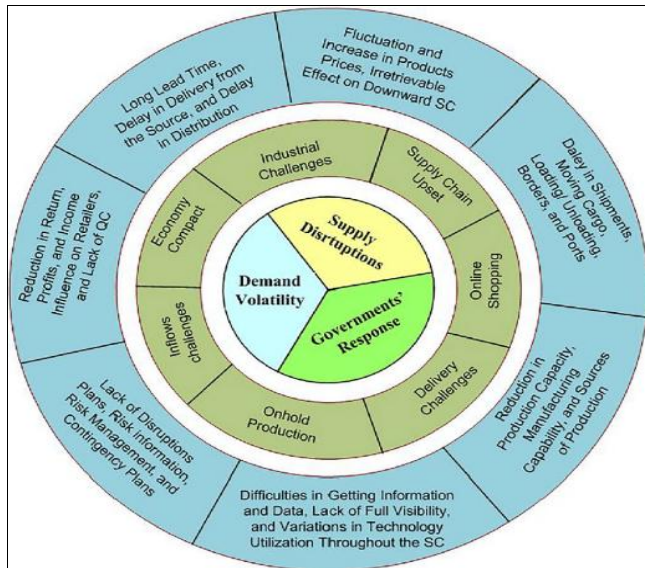 Fluctuation and
Increase in Products
Prices, Irretrievable
Effect on Downward SC
Daley in Shipments,
Moving Cargo,
Loading/ Unloading,
Borders, and Ports
Reduction in
Production Capacity,
Manufacturing
Capability, and Sources
of Production
Difficulties in Getting Information
and Data, Lack of Full Visibility,
and Variations in Technology
Utilization Throughout the SC
Lack of Disruptions
Plans, Risk Information,
Risk Management, and
Contingency Plans
Reduction in Return,
Profits, and Income
Influence on Retailers,
and Lack of QC
Long Lead Time,
Delay in Delivery from
the Source, and Delay
in Distribution
Industrial
Challenges
Supply Chain
Upset
Online
Shopping
Delivery
Challenges
Onhold
Production
Inflows
challenges
Economy
Compact
Supply
Disrtuptions
Governments'
Response
Demand
Volatility